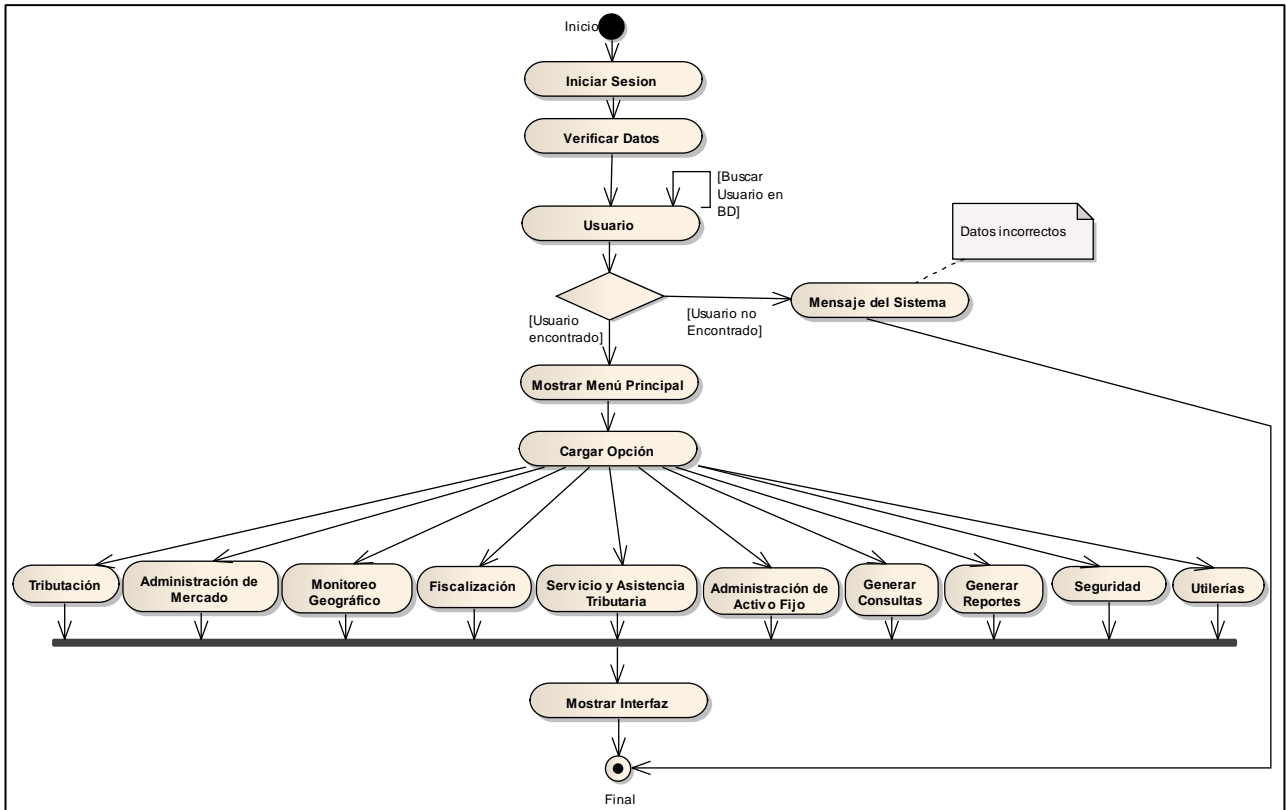 Inicio
Iniciar Sesion
Verificar Datos
[Buscar
Usuario en
BD]
Usuario
Datos incorrectos
Mensaje del Sistema
[Usuario
encontrado]
[Usuario no
Encontrado]
Mostrar Menú Principal
Cargar Opción
Tributación
Administración de
Mercado
Monitoreo
Geográfico
Fiscalización
Servicio y Asistencia
Tributaria
Administración de
Activo Fijo
Generar
Consultas
Generar
Reportes
Seguridad
Utilerías
Mostrar Interfaz
Final